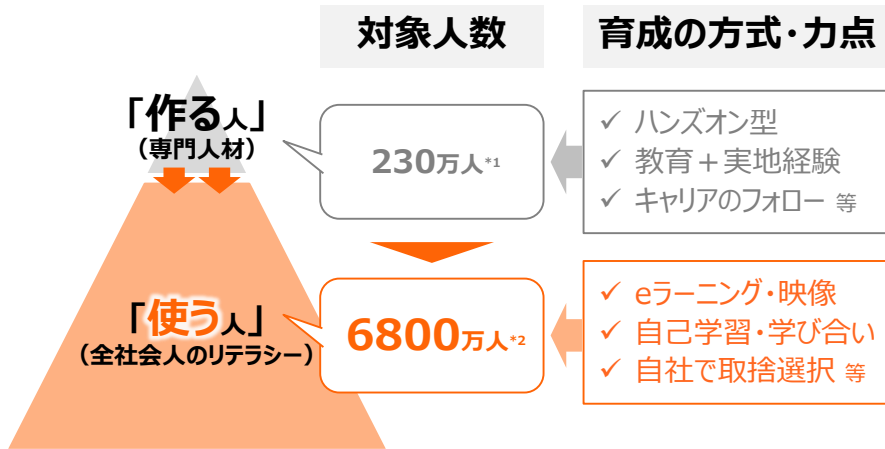 対象人数
育成の方式・力点
「作る人」
（専門人材）
230万人*1
✓ ハンズオン型
✓ 教育＋実地経験
✓ キャリアのフォロー 等
「使う人」
（全社会人のリテラシー）
6800万人*2
✓ eラーニング・映像
✓ 自己学習・学び合い
✓ 自社で取捨選択 等